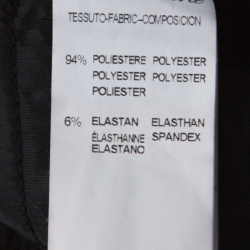 TESSUTO-FABRIC-COMPOSICION
94% POLIESTERE POLYESTER
POLYESTER POLYESTER
POLIESTER
6% ELASTAN ELASTHAN
ÉLASTHANNE SPANDEX
ELASTANO